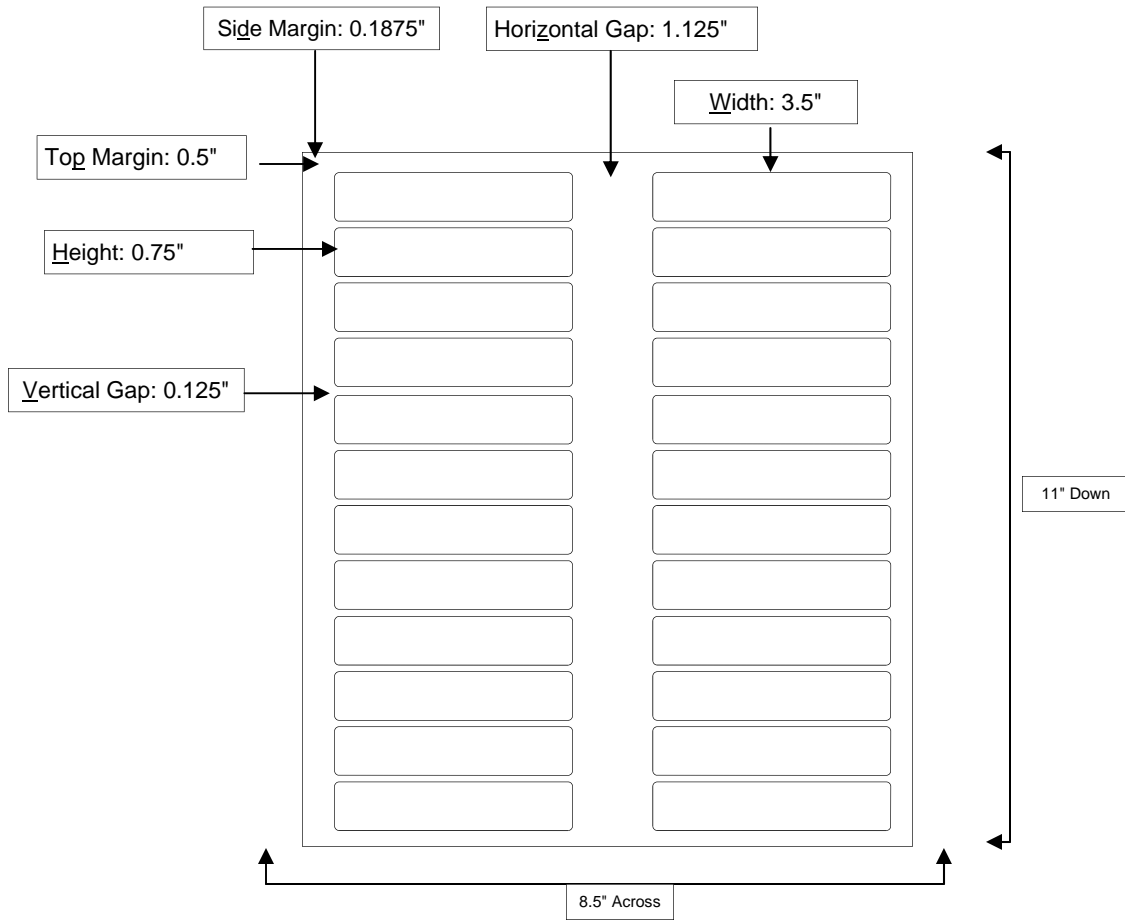 Side Margin: 0.1875"
Horizontal Gap: 1.125"
Width: 3.5"
Top Margin: 0.5"
Height: 0.75"
Vertical Gap: 0.125"
11" Down
8.5" Across